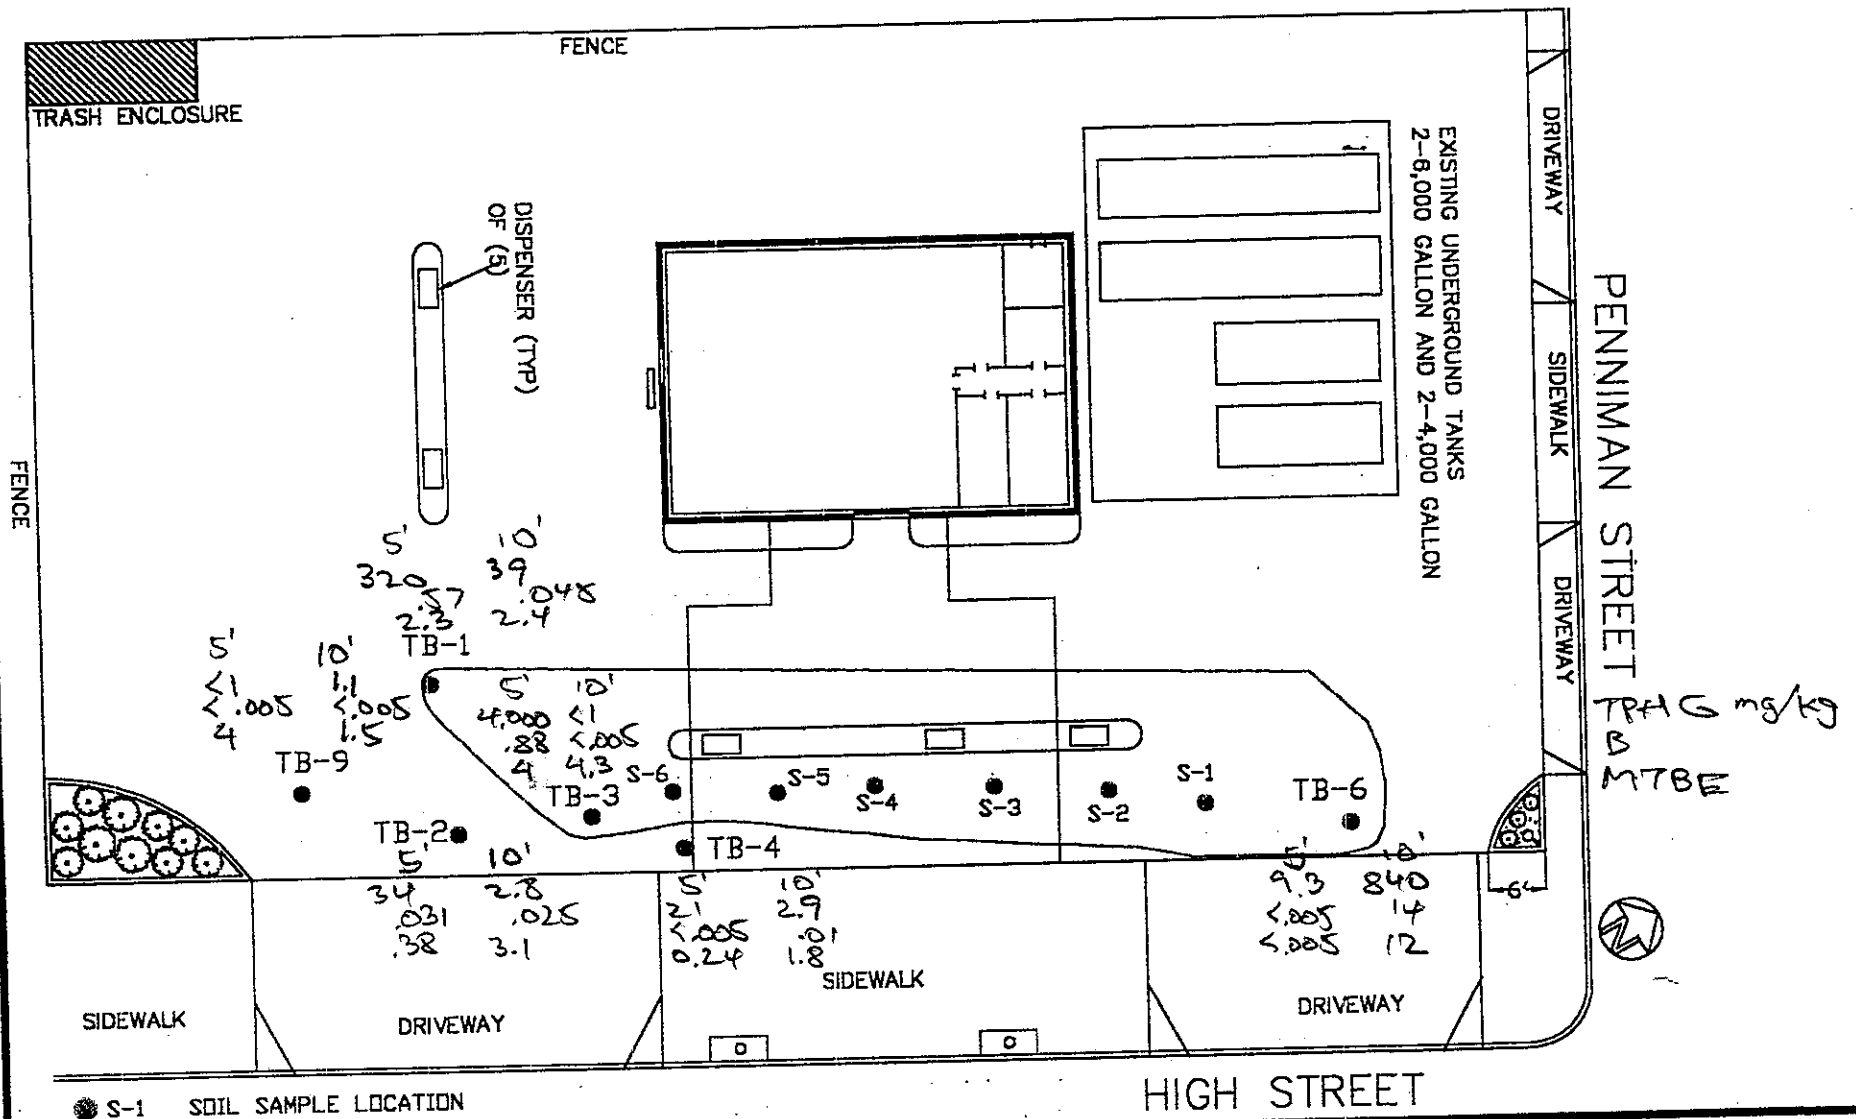 FENCE
TRASH ENCLOSURE
DISPENSER (TYP)
OF (5)
EXISTING UNDERGROUND TANKS
2-6,000 GALLON AND 2-4,000 GALLON
DRIVEWAY
SIDEWALK
DRIVEWAY
PENNIMAN STREET
FENCE
TPHG mg/kg
B
MTBE
5' 10'
320 39
.57 .048
2.3 2.4
TB-1
5' 10'
<1 1.1
<.005 <.005
4 1.5
TB-9
5' 10'
4,000 <1
.88 <.005
4 4.3
TB-3
S-6
S-5
S-4
S-3
S-2
S-1
TB-6
TB-2
5' 10'
34 2.8
.031 .025
.38 3.1
TB-4
5' 10'
21 2.9
<.005 .01
0.24 1.8
5' 10'
9.3 840
<.005 14
<.005 12
6'
SIDEWALK
DRIVEWAY
SIDEWALK
DRIVEWAY
HIGH STREET
S-1 SOIL SAMPLE LOCATION